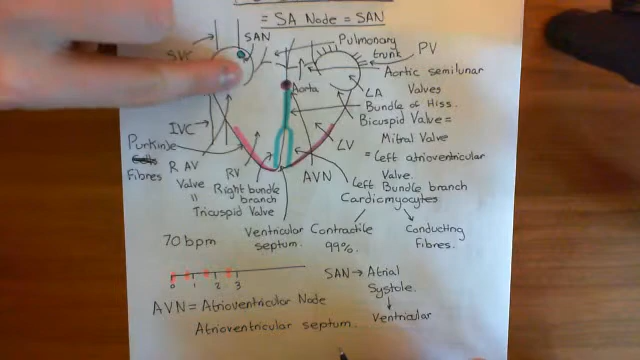 = SA Node = SAN
SAN
SVC
Pulmonary
trunk
PV
Aortic semilunar
Valves
LA
Aorta
Bundle of Hiss.
Bicuspid Valve =
Mitral Valve
= Left atrioventricular
Valve.
IVC
Purkinje
Fibres
R AV
Valve
=
Tricuspid Valve
RV
Right bundle
branch
LV
AVN
Left Bundle branch
Cardiomyocytes
Ventricular
septum.
Contractile
99%.
Conducting
Fibres.
70bpm
0 1 2 3
SAN → Atrial
Systole.
↓
Ventricular
AVN = Atrioventricular Node
Atrioventricular septum.